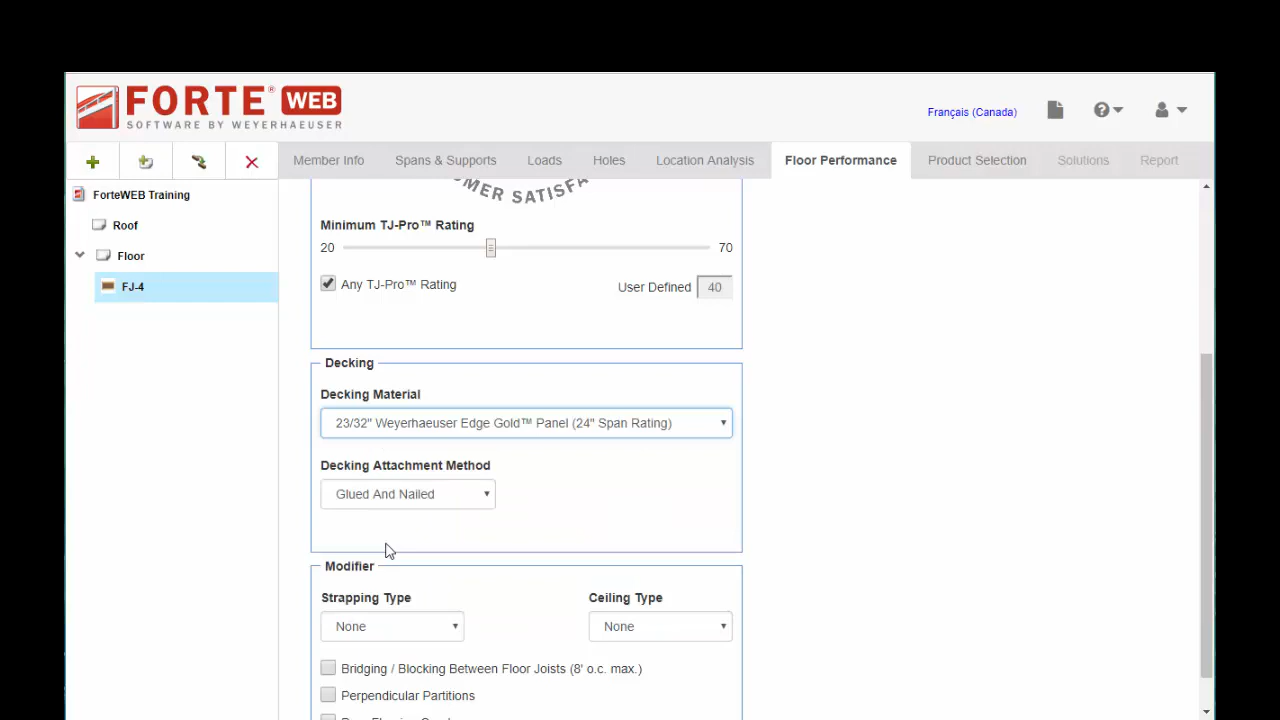 FORTE® WEB
SOFTWARE BY WEYERHAEUSER
Français (Canada)
Member Info
Spans & Supports
Loads
Holes
Location Analysis
Floor Performance
Product Selection
Solutions
Report
ForteWEB Training
Roof
Floor
FJ-4
Minimum TJ-Pro™ Rating
20
70
Any TJ-Pro™ Rating
User Defined
40
Decking
Decking Material
23/32" Weyerhaeuser Edge Gold™ Panel (24" Span Rating)
Decking Attachment Method
Glued And Nailed
Modifier
Strapping Type
Ceiling Type
None
None
Bridging / Blocking Between Floor Joists (8' o.c. max.)
Perpendicular Partitions